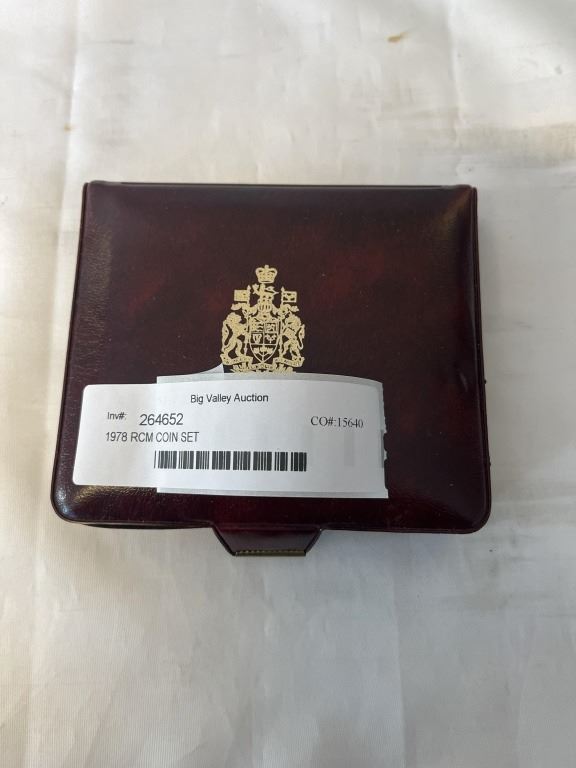 Big Valley Auction
Inv#: 264652 CO#:15640
1978 RCM COIN SET